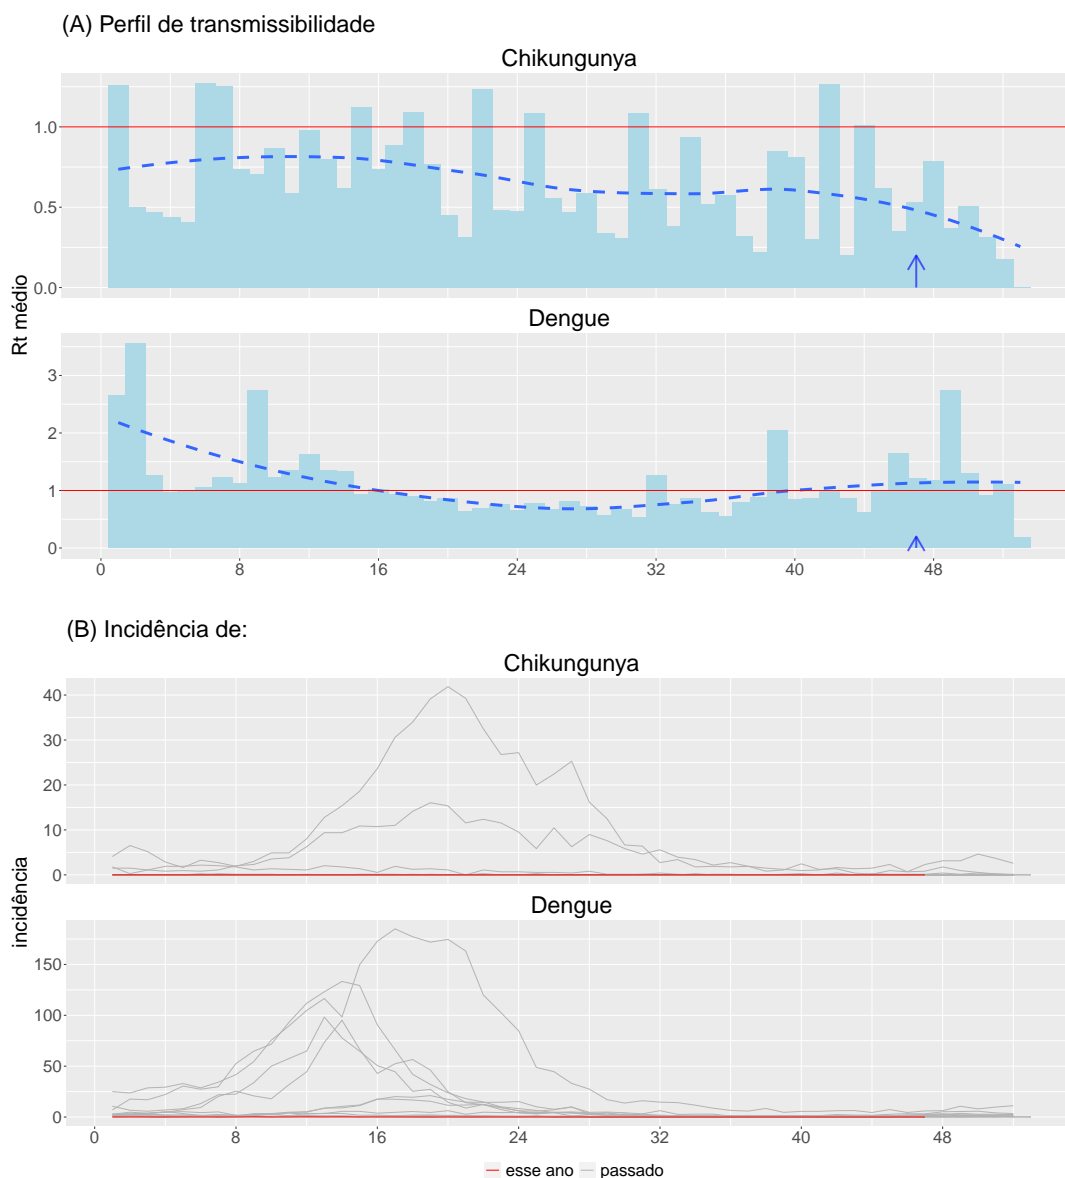 (A) Perfil de transmissibilidade
Chikungunya
1.0
0.5
0.0
Rt médio
Dengue
3
2
1
0
0 8 16 24 32 40 48
(B) Incidência de:
Chikungunya
40
30
20
10
0
incidência
Dengue
150
100
50
0
0 8 16 24 32 40 48
esse ano passado